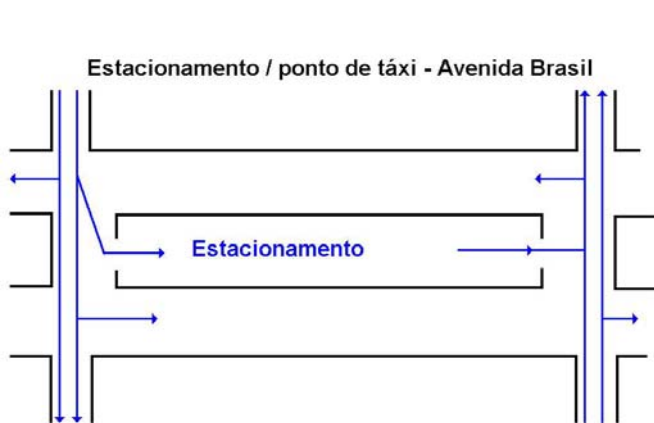 Estacionamento / ponto de táxi - Avenida Brasil
Estacionamento